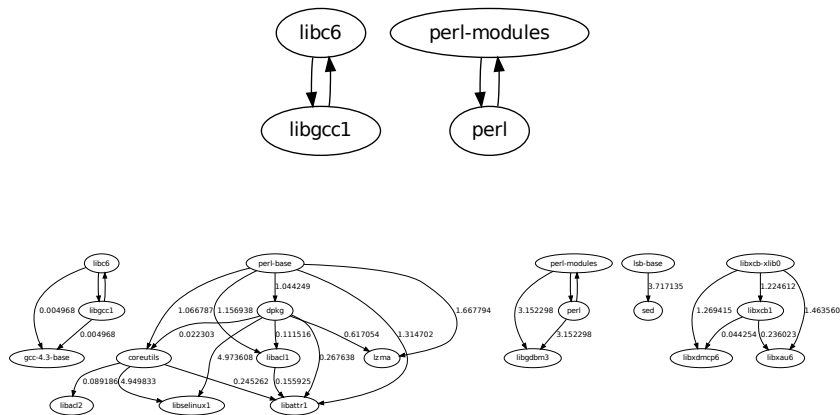 libc6
perl-modules
libgcc1
perl
libc6
perl-base
perl-modules
lsb-base
libxcb-xlib0
1.044249
3.717135
1.224612
0.004968
libgcc1
1.066787
1.156938
dpkg
1.667794
3.152298
perl
sed
1.269415
libxcb1
1.463560
0.004968
0.022303
0.111516
0.617054
1.314702
3.152298
0.044254
0.236023
gcc-4.3-base
coreutils
4.973608
libacl1
0.267638
lzma
libgdbm3
libxdmcp6
libxau6
0.089186
4.949833
0.245262
0.155925
libacl2
libselinux1
libattr1